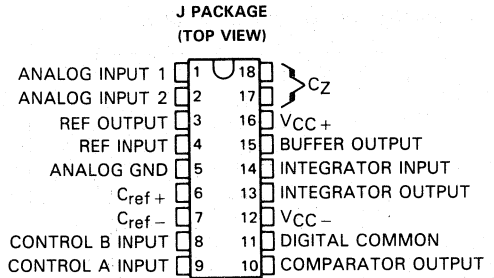 J PACKAGE
(TOP VIEW)
ANALOG INPUT 1 1 18 CZ
ANALOG INPUT 2 2 17
REF OUTPUT 3 16 VCC+
REF INPUT 4 15 BUFFER OUTPUT
ANALOG GND 5 14 INTEGRATOR INPUT
Cref+ 6 13 INTEGRATOR OUTPUT
Cref− 7 12 VCC−
CONTROL B INPUT 8 11 DIGITAL COMMON
CONTROL A INPUT 9 10 COMPARATOR OUTPUT